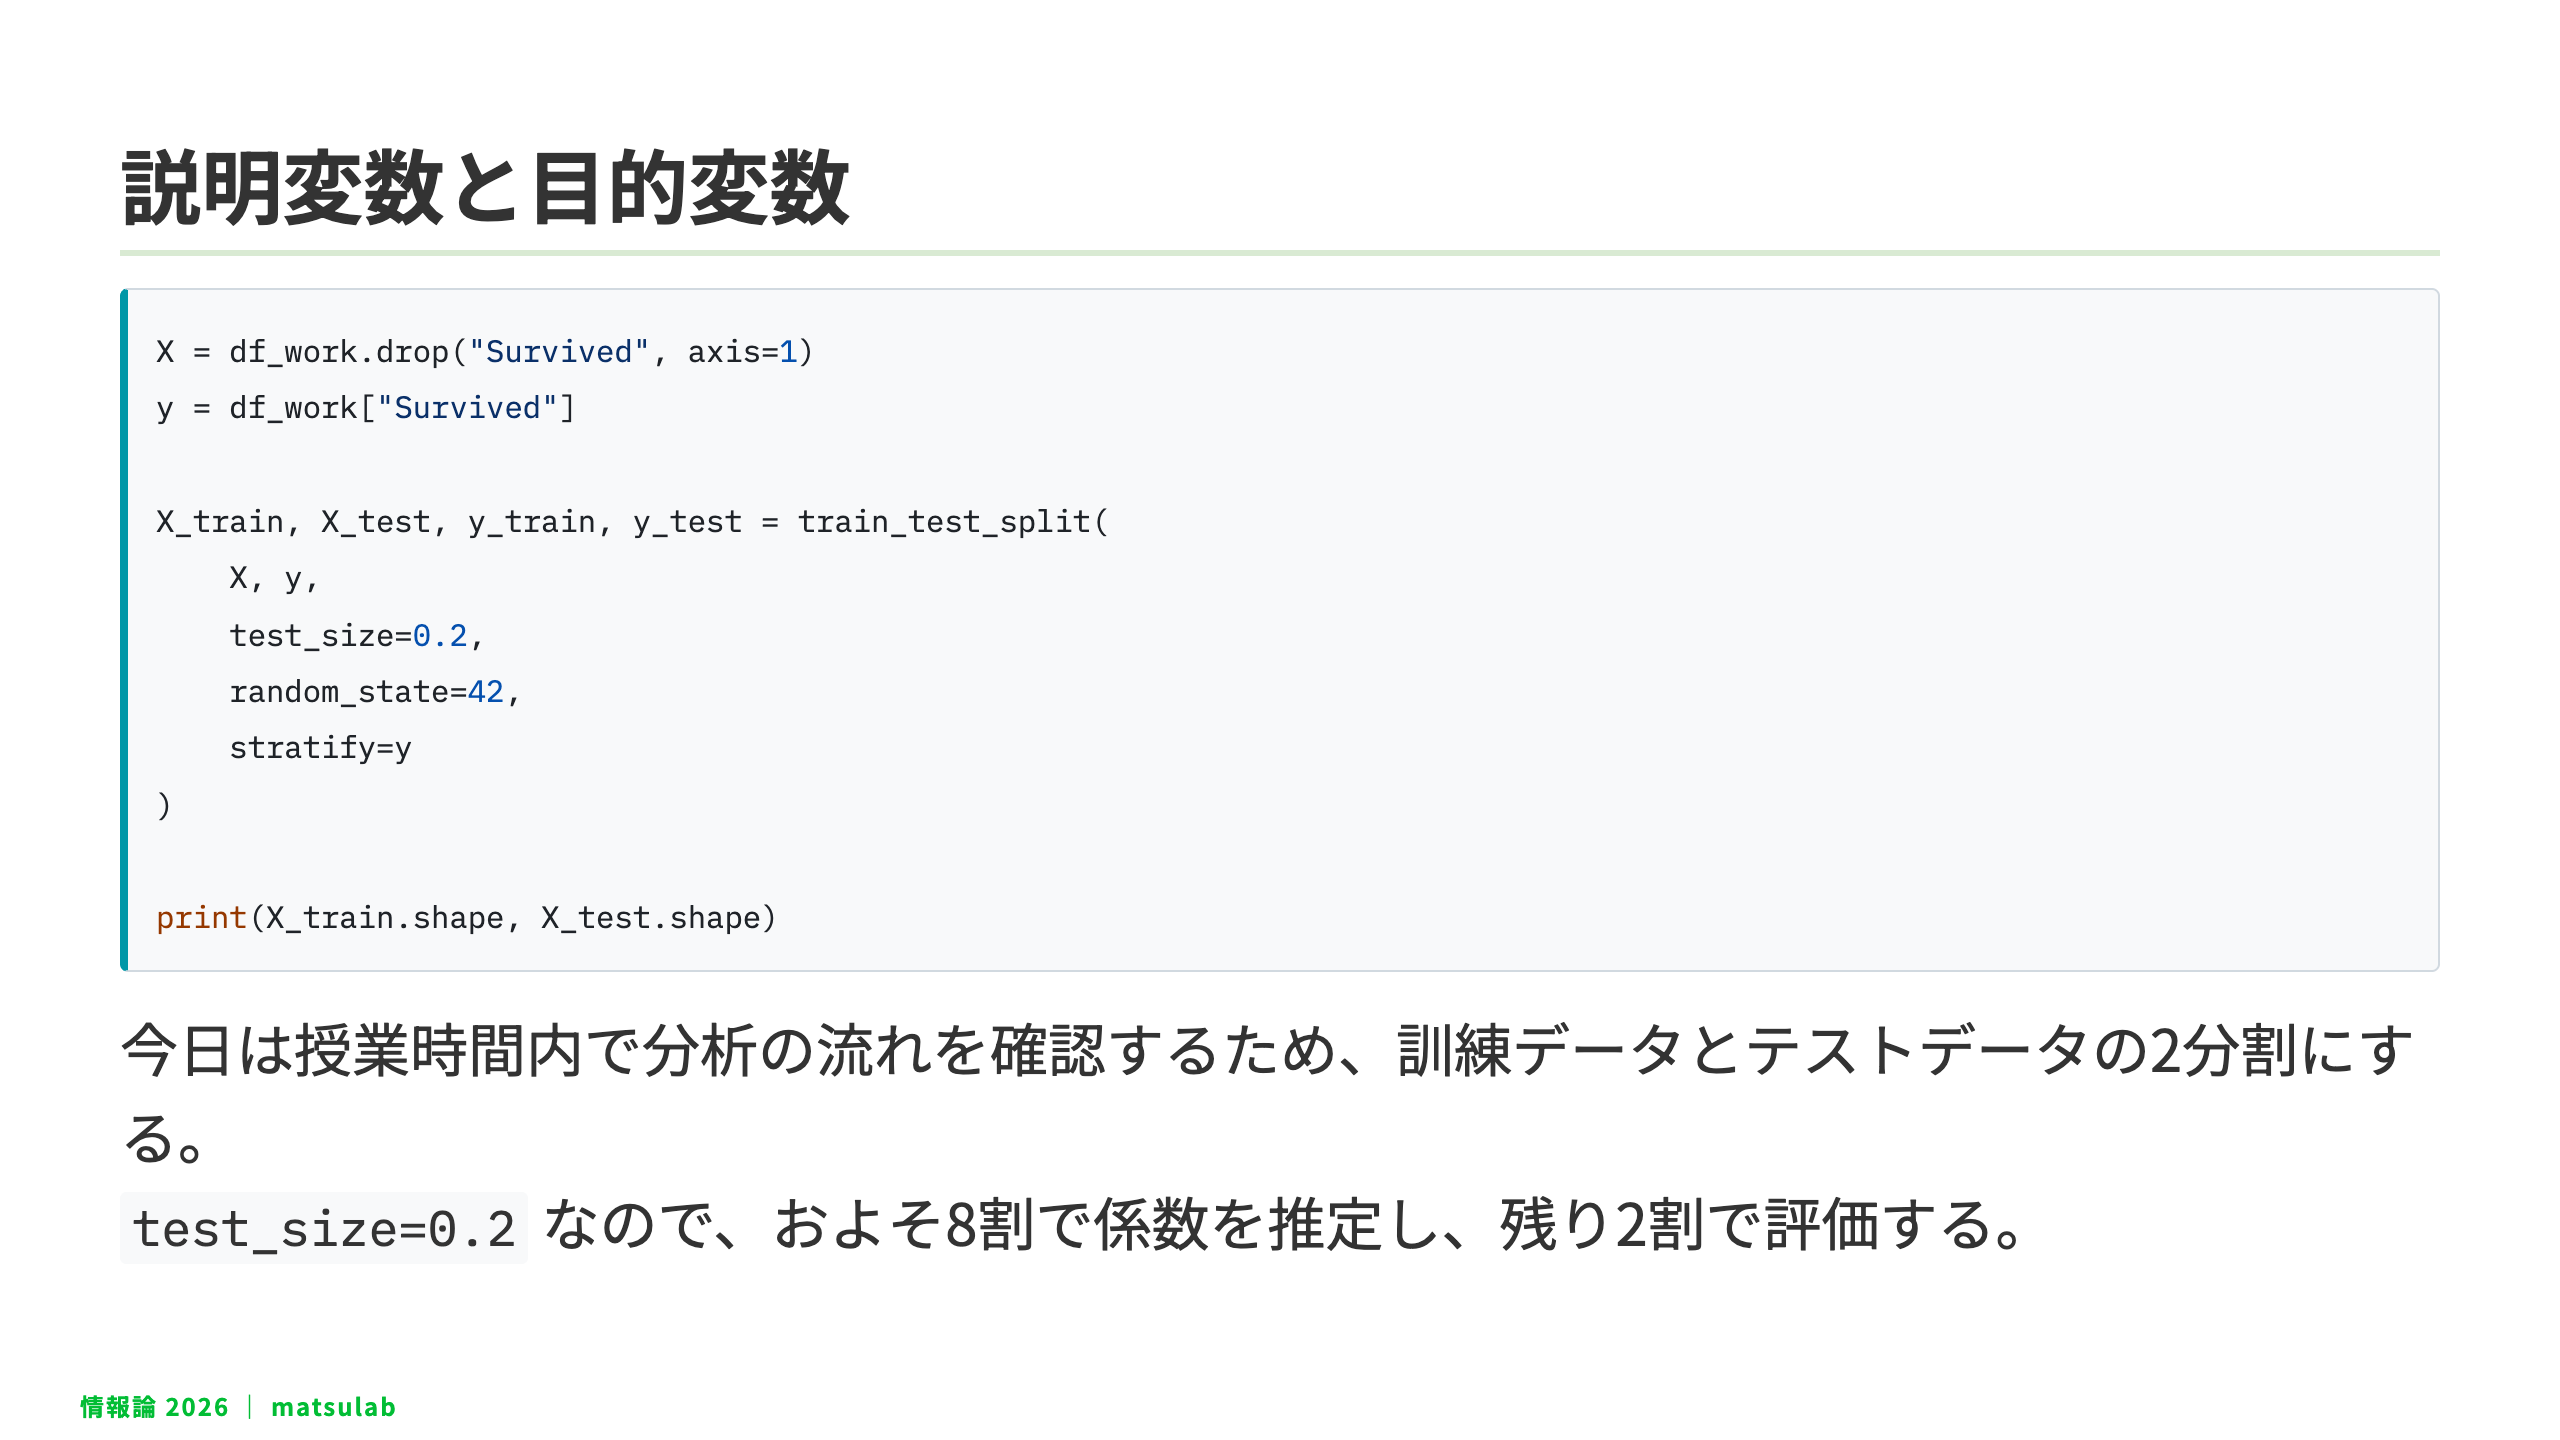 説明変数と目的変数
X = df_work.drop("Survived", axis=1)
y = df_work["Survived"]
X_train, X_test, y_train, y_test = train_test_split(
    X, y,
    test_size=0.2,
    random_state=42,
    stratify=y
)
print(X_train.shape, X_test.shape)
今日は授業時間内で分析の流れを確認するため、訓練データとテストデータの2分割にす
る。
test_size=0.2 なので、およそ8割で係数を推定し、残り2割で評価する。
情報論 2026 ｜ matsulab